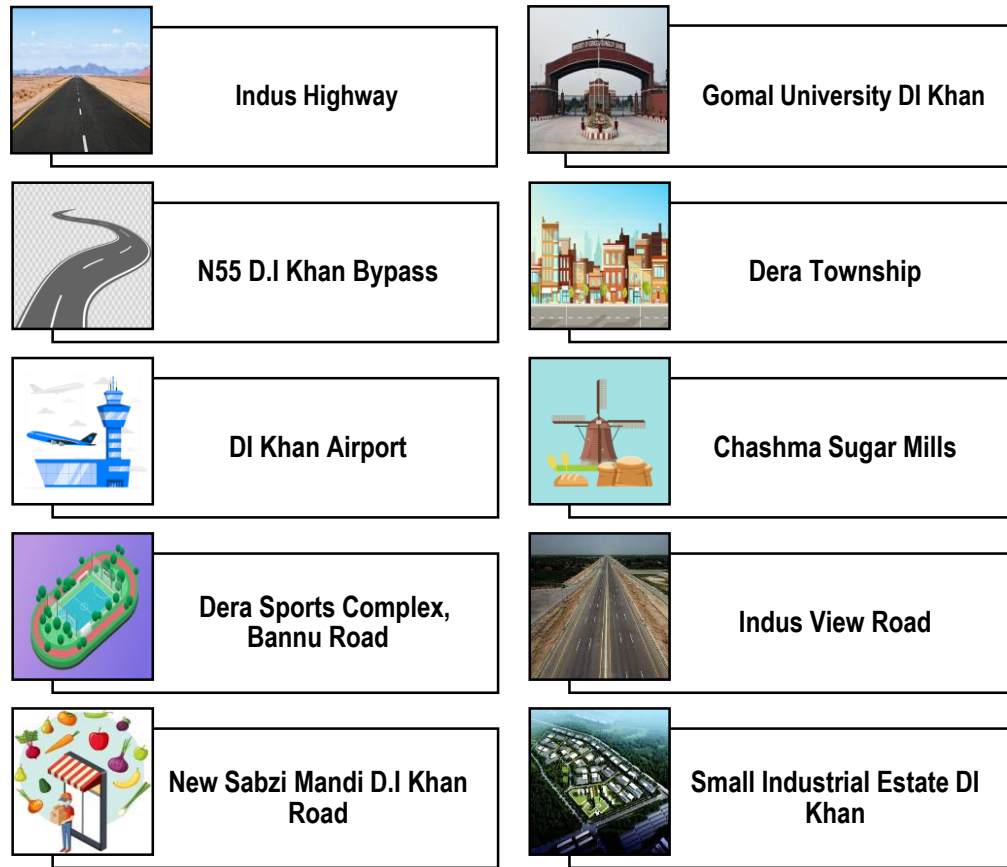 Indus Highway
Gomal University DI Khan
N55 D.I Khan Bypass
Dera Township
DI Khan Airport
Chashma Sugar Mills
Dera Sports Complex,
Bannu Road
Indus View Road
New Sabzi Mandi D.I Khan
Road
Small Industrial Estate DI
Khan